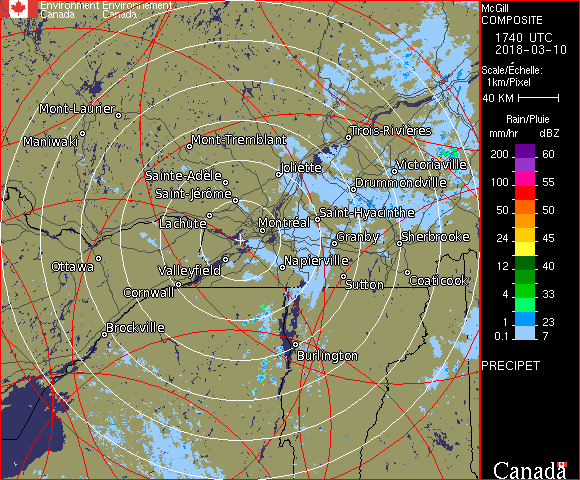 Environment Environnement
Canada Canada
McGill
COMPOSITE
1740 UTC
2018-03-10
Scale/Échelle:
1km/Pixel
40 KM
Rain/Pluie
mm/hr dBZ
200 60
100 55
50 50
24 45
12 40
4 33
1 23
0.1 7
PRECIPET
Canada
Mont-Laurier
Maniwaki
Mont-Tremblant
Trois-Rivières
Sainte-Adèle
Joliette
Victoriaville
Saint-Jérôme
Drummondville
Lachute
Montréal
Saint-Hyacinthe
Granby
Sherbrooke
Ottawa
Valleyfield
Napierville
Cornwall
Sutton
Coaticook
Brockville
Burlington